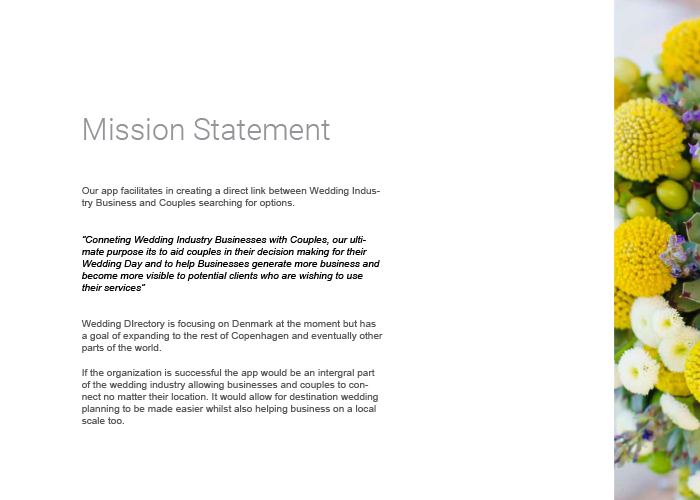 Mission Statement
Our app facilitates in creating a direct link between Wedding Indus-
try Business and Couples searching for options.
"Conneting Wedding Industry Businesses with Couples, our ulti-
mate purpose its to aid couples in their decision making for their
Wedding Day and to help Businesses generate more business and
become more visible to potential clients who are wishing to use
their services"
Wedding DIrectory is focusing on Denmark at the moment but has
a goal of expanding to the rest of Copenhagen and eventually other
parts of the world.
If the organization is successful the app would be an intergral part
of the wedding industry allowing businesses and couples to con-
nect no matter their location. It would allow for destination wedding
planning to be made easier whilst also helping business on a local
scale too.